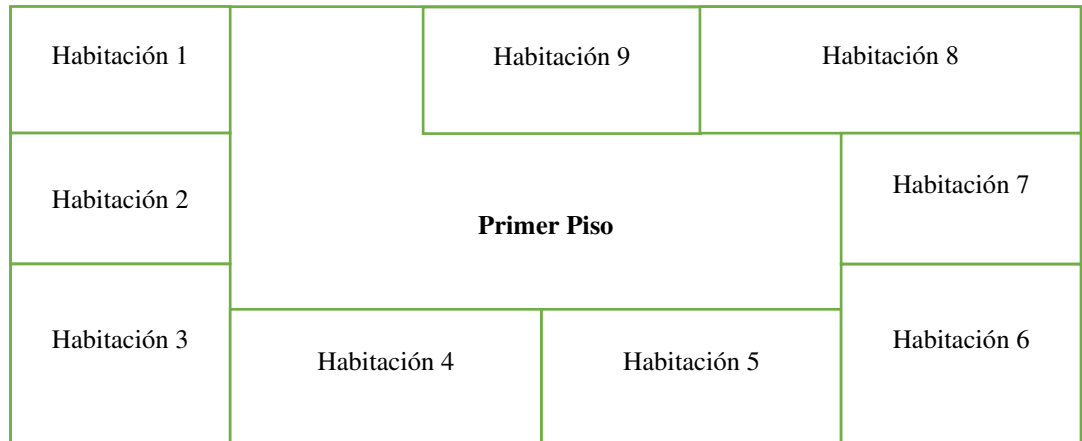 Habitación 1
Habitación 9
Habitación 8
Habitación 2
Habitación 7
Primer Piso
Habitación 3
Habitación 4
Habitación 5
Habitación 6